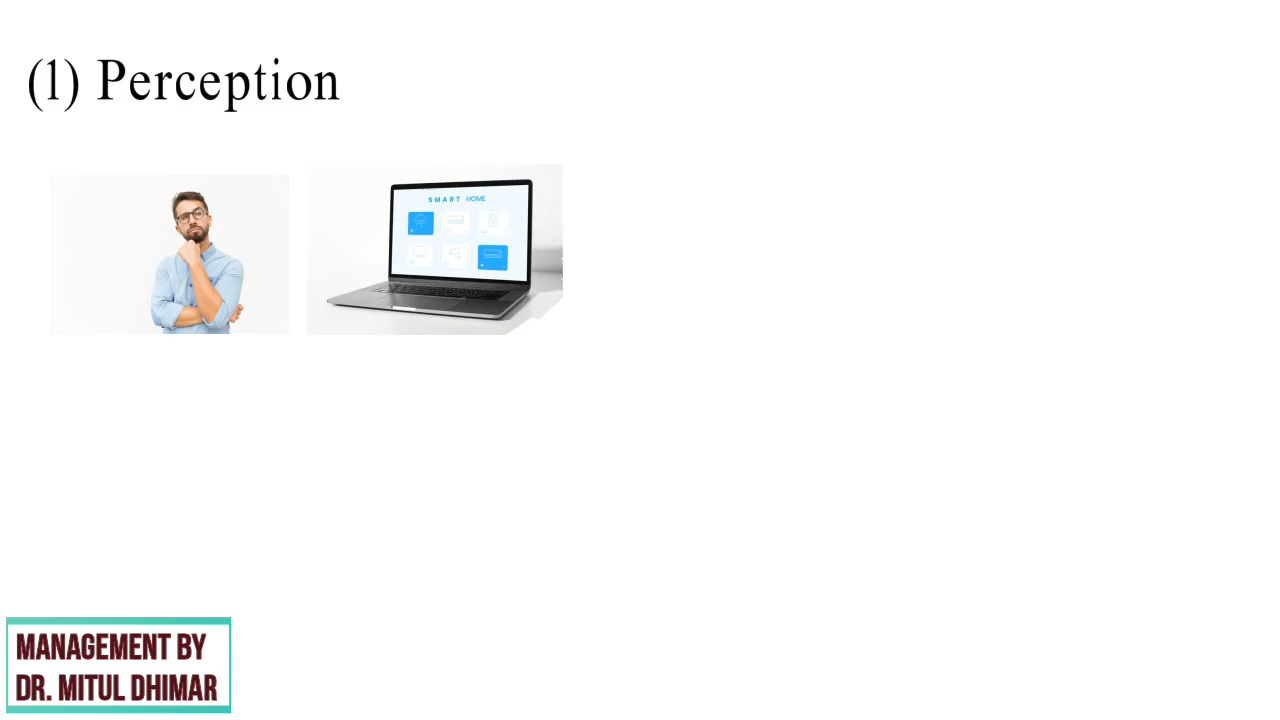 (1) Perception
SMART HOME
MANAGEMENT BY
DR. MITUL DHIMAR